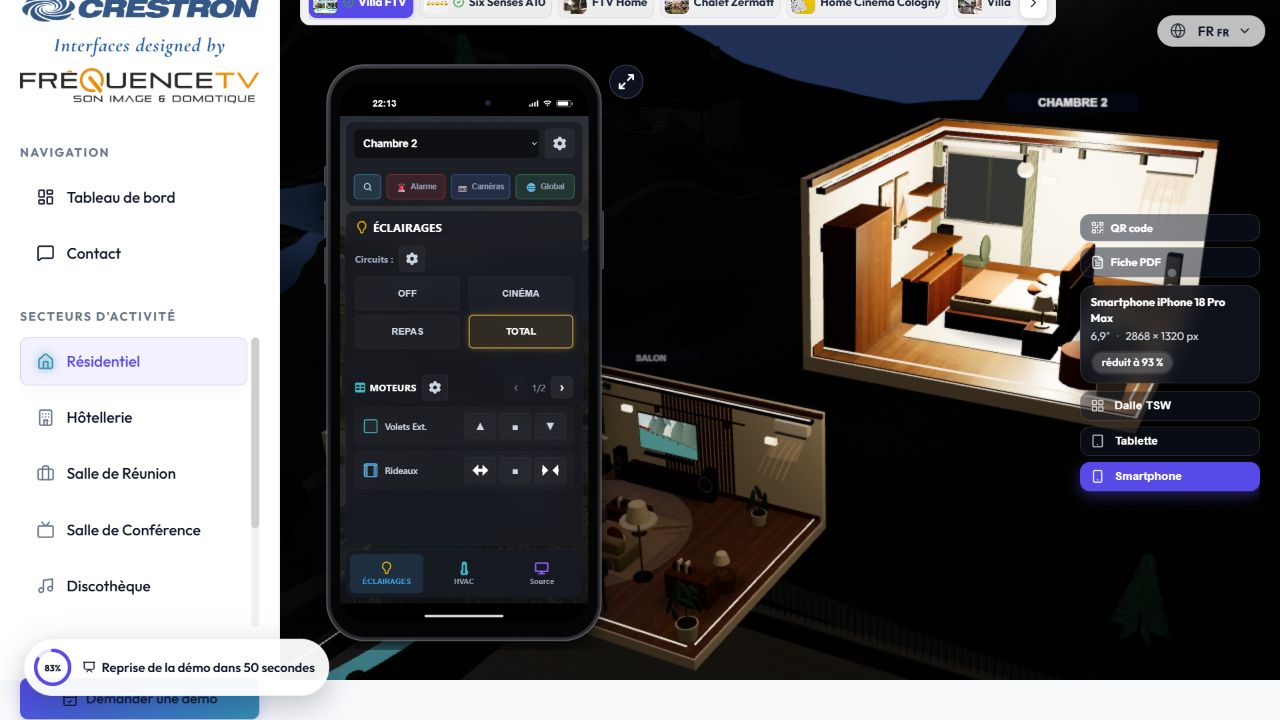 CRESTRON
Interfaces designed by
FRÉQUENCETV
SON IMAGE & DOMOTIQUE
NAVIGATION
Tableau de bord
Contact
SECTEURS D'ACTIVITÉ
Résidentiel
Hôtellerie
Salle de Réunion
Salle de Conférence
Discothèque
83%
Reprise de la démo dans 50 secondes
Demander une démo
Villa FTV
Six Senses A10
FTV Home
Chalet Zermatt
Home Cinema Cologny
Villa
FR FR
22:13
Chambre 2
Alarme
Caméras
Global
ÉCLAIRAGES
Circuits :
OFF
CINÉMA
REPAS
TOTAL
MOTEURS
1/2
Volets Ext.
Rideaux
ÉCLAIRAGES
HVAC
Source
SALON
CHAMBRE 2
QR code
Fiche PDF
Smartphone iPhone 18 Pro
Max
6,9" · 2868 × 1320 px
réduit à 93 %
Dalle TSW
Tablette
Smartphone